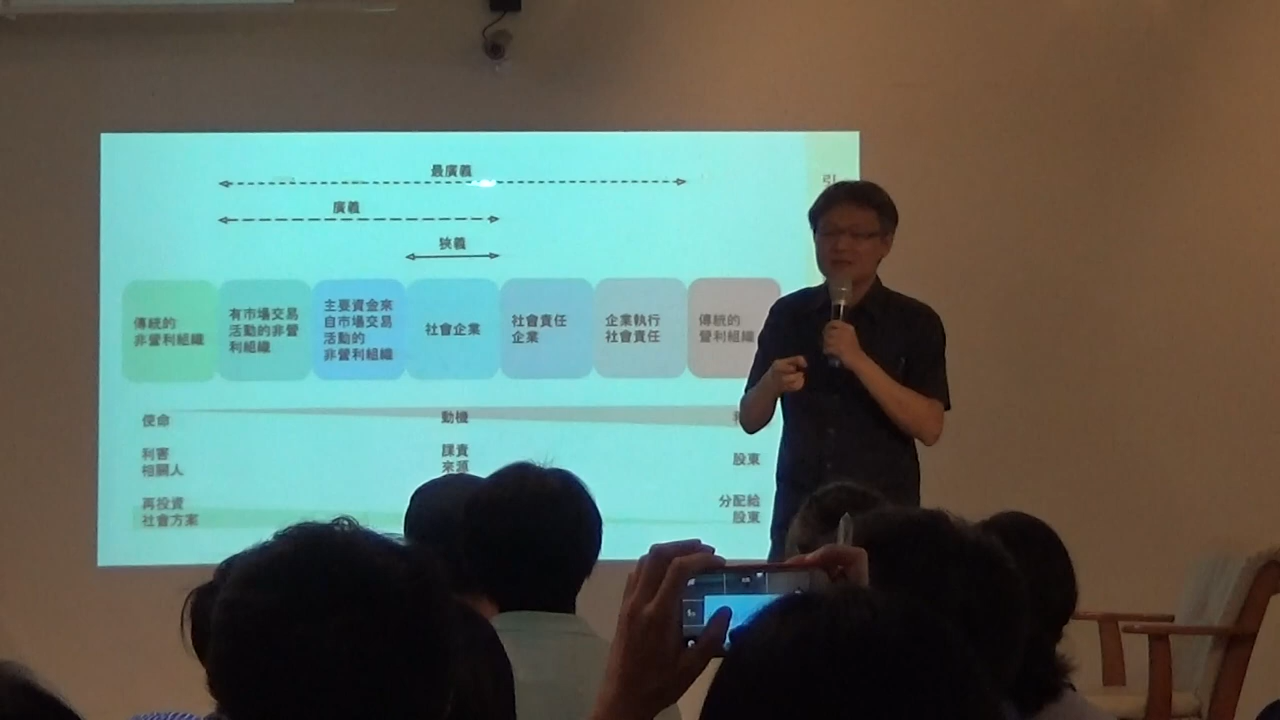 最廣義
廣義
狹義
傳統的
非營利組織
有市場交易
活動的非營
利組織
主要資金來
自市場交易
活動的
非營利組織
社會企業
社會責任
企業
企業執行
社會責任
傳統的
營利組織
使命
動機
利害
相關人
課責
來源
股東
再投資
社會方案
分配給
股東